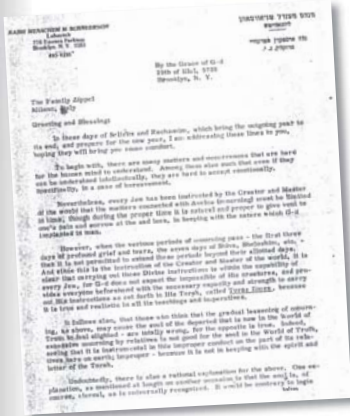 RABBI MENACHEM M. SCHNEERSON
Lubavitch
770 Eastern Parkway
Brooklyn, N. Y.
מנחם מענדל שניאורסאהן
ליובאוויטש
ברוקלין, נ. י.
By the Grace of G-d
of Elul, 5732
Brooklyn, N. Y.
The Family Zippel
Milano, Italy
Greeting and Blessing:
In these days of Selichos and Rachamim, which bring the outgoing year to
its end, and prepare for the new year, I am addressing these lines to you,
hoping they will bring you some comfort.
To begin with, there are many matters and occurrences that are hard
for the human mind to understand. Among them are such that even if they
can be understood intellectually, they are hard to accept emotionally.
Specifically, in a case of bereavement.
Nevertheless, every Jew has been instructed by the Creator and Master
of the world that the matters connected with Aveilus (mourning) must be limited
in time, though during the proper time it is natural and proper to give vent to
one's pain and sorrow at the sad loss, in keeping with the nature which G-d
implanted in man.
However, when the various periods of mourning pass - the first three
days of profound grief and tears, the seven days of Shiva, Sheloshim, etc. -
then it is not permitted to extend these periods beyond their allotted days.
And since this is the instruction of the Creator and Master of the world, it is
clear that carrying out these Divine instructions is within the capability of
every Jew, for G-d does not expect the impossible of His creatures, and pro-
vides everyone beforehand with the necessary capacity and strength to carry
out His instructions as set forth in His Torah, called Toras Emes, because
it is true and realistic in all its teachings and imperatives.
It follows also, that those who think that the gradual lessening of mourn-
ing, as above, may cause the soul of the departed that is now in the World of
Truth to feel slighted - are totally wrong, for the opposite is true. Indeed,
excessive mourning by relatives is not good for the soul in the World of Truth,
seeing that it is instrumental in this improper conduct on the part of its rela-
tives here on earth; improper - because it is not in keeping with the spirit and
letter of the Torah.
Undoubtedly, there is also a rational explanation for the above. One ex-
planation, as mentioned at length on another occasion is that the soul is, of
course, eternal, as is universally recognized. It would be contrary to logic